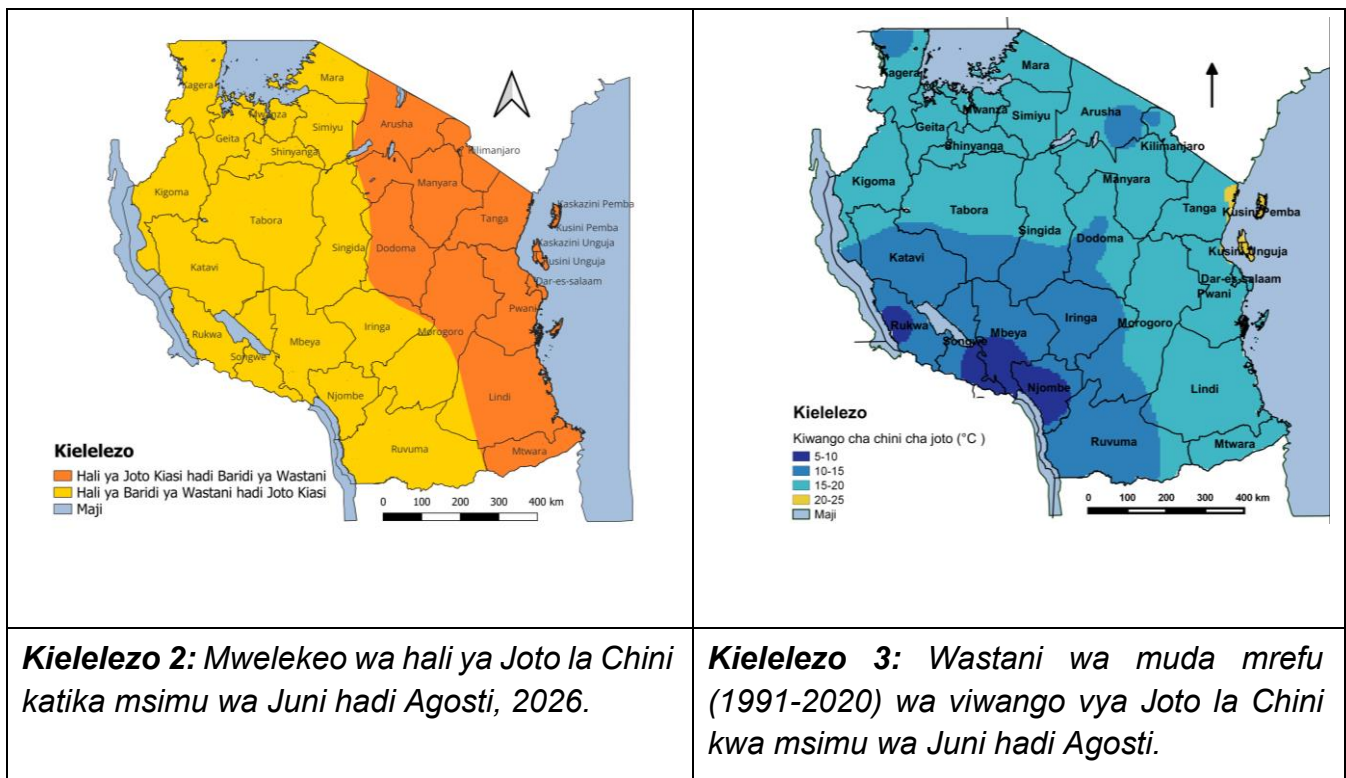 Kagera
Mara
Mwanza
Simiyu
Geita
Shinyanga
Arusha
Kilimanjaro
Kigoma
Manyara
Tabora
Tanga
Kaskazini Pemba
Kusini Pemba
Singida
Dodoma
Kaskazini Unguja
Kusini Unguja
Katavi
Dar-es-salaam
Pwani
Iringa
Morogoro
Rukwa
Mbeya
Songwe
Njombe
Lindi
Ruvuma
Mtwara
Kielelezo
Hali ya Joto Kiasi hadi Baridi ya Wastani
Hali ya Baridi ya Wastani hadi Joto Kiasi
Maji
0 100 200 300 400 km
Kagera
Mara
Mwanza
Simiyu
Arusha
Geita
Shinyanga
Kilimanjaro
Kigoma
Manyara
Tabora
Tanga
Kusini Pemba
Singida
Dodoma
Kusini Unguja
Katavi
Dar-es-salaam
Pwani
Rukwa
Mbeya
Iringa
Morogoro
Songwe
Njombe
Lindi
Ruvuma
Mtwara
Kielelezo
Kiwango cha chini cha joto (°C )
5-10
10-15
15-20
20-25
Maji
0 100 200 300 400 km
Kielelezo 2: Mwelekeo wa hali ya Joto la Chini
katika msimu wa Juni hadi Agosti, 2026.
Kielelezo 3: Wastani wa muda mrefu
(1991-2020) wa viwango vya Joto la Chini
kwa msimu wa Juni hadi Agosti.